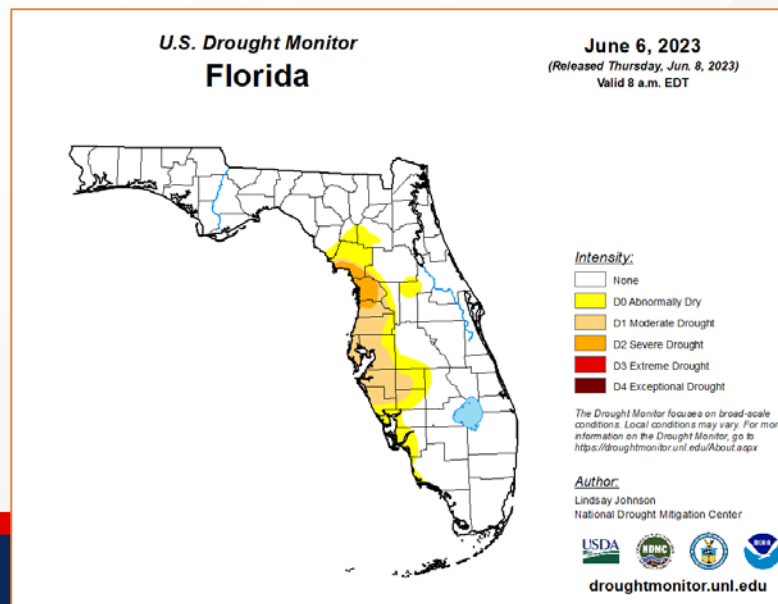 U.S. Drought Monitor
Florida
June 6, 2023
(Released Thursday, Jun. 8, 2023)
Valid 8 a.m. EDT
Intensity:
None
D0 Abnormally Dry
D1 Moderate Drought
D2 Severe Drought
D3 Extreme Drought
D4 Exceptional Drought
The Drought Monitor focuses on broad-scale
conditions. Local conditions may vary. For mor
information on the Drought Monitor, go to
https://droughtmonitor.unl.edu/About.aspx
Author:
Lindsay Johnson
National Drought Mitigation Center
USDA
NDMC
droughtmonitor.unl.edu